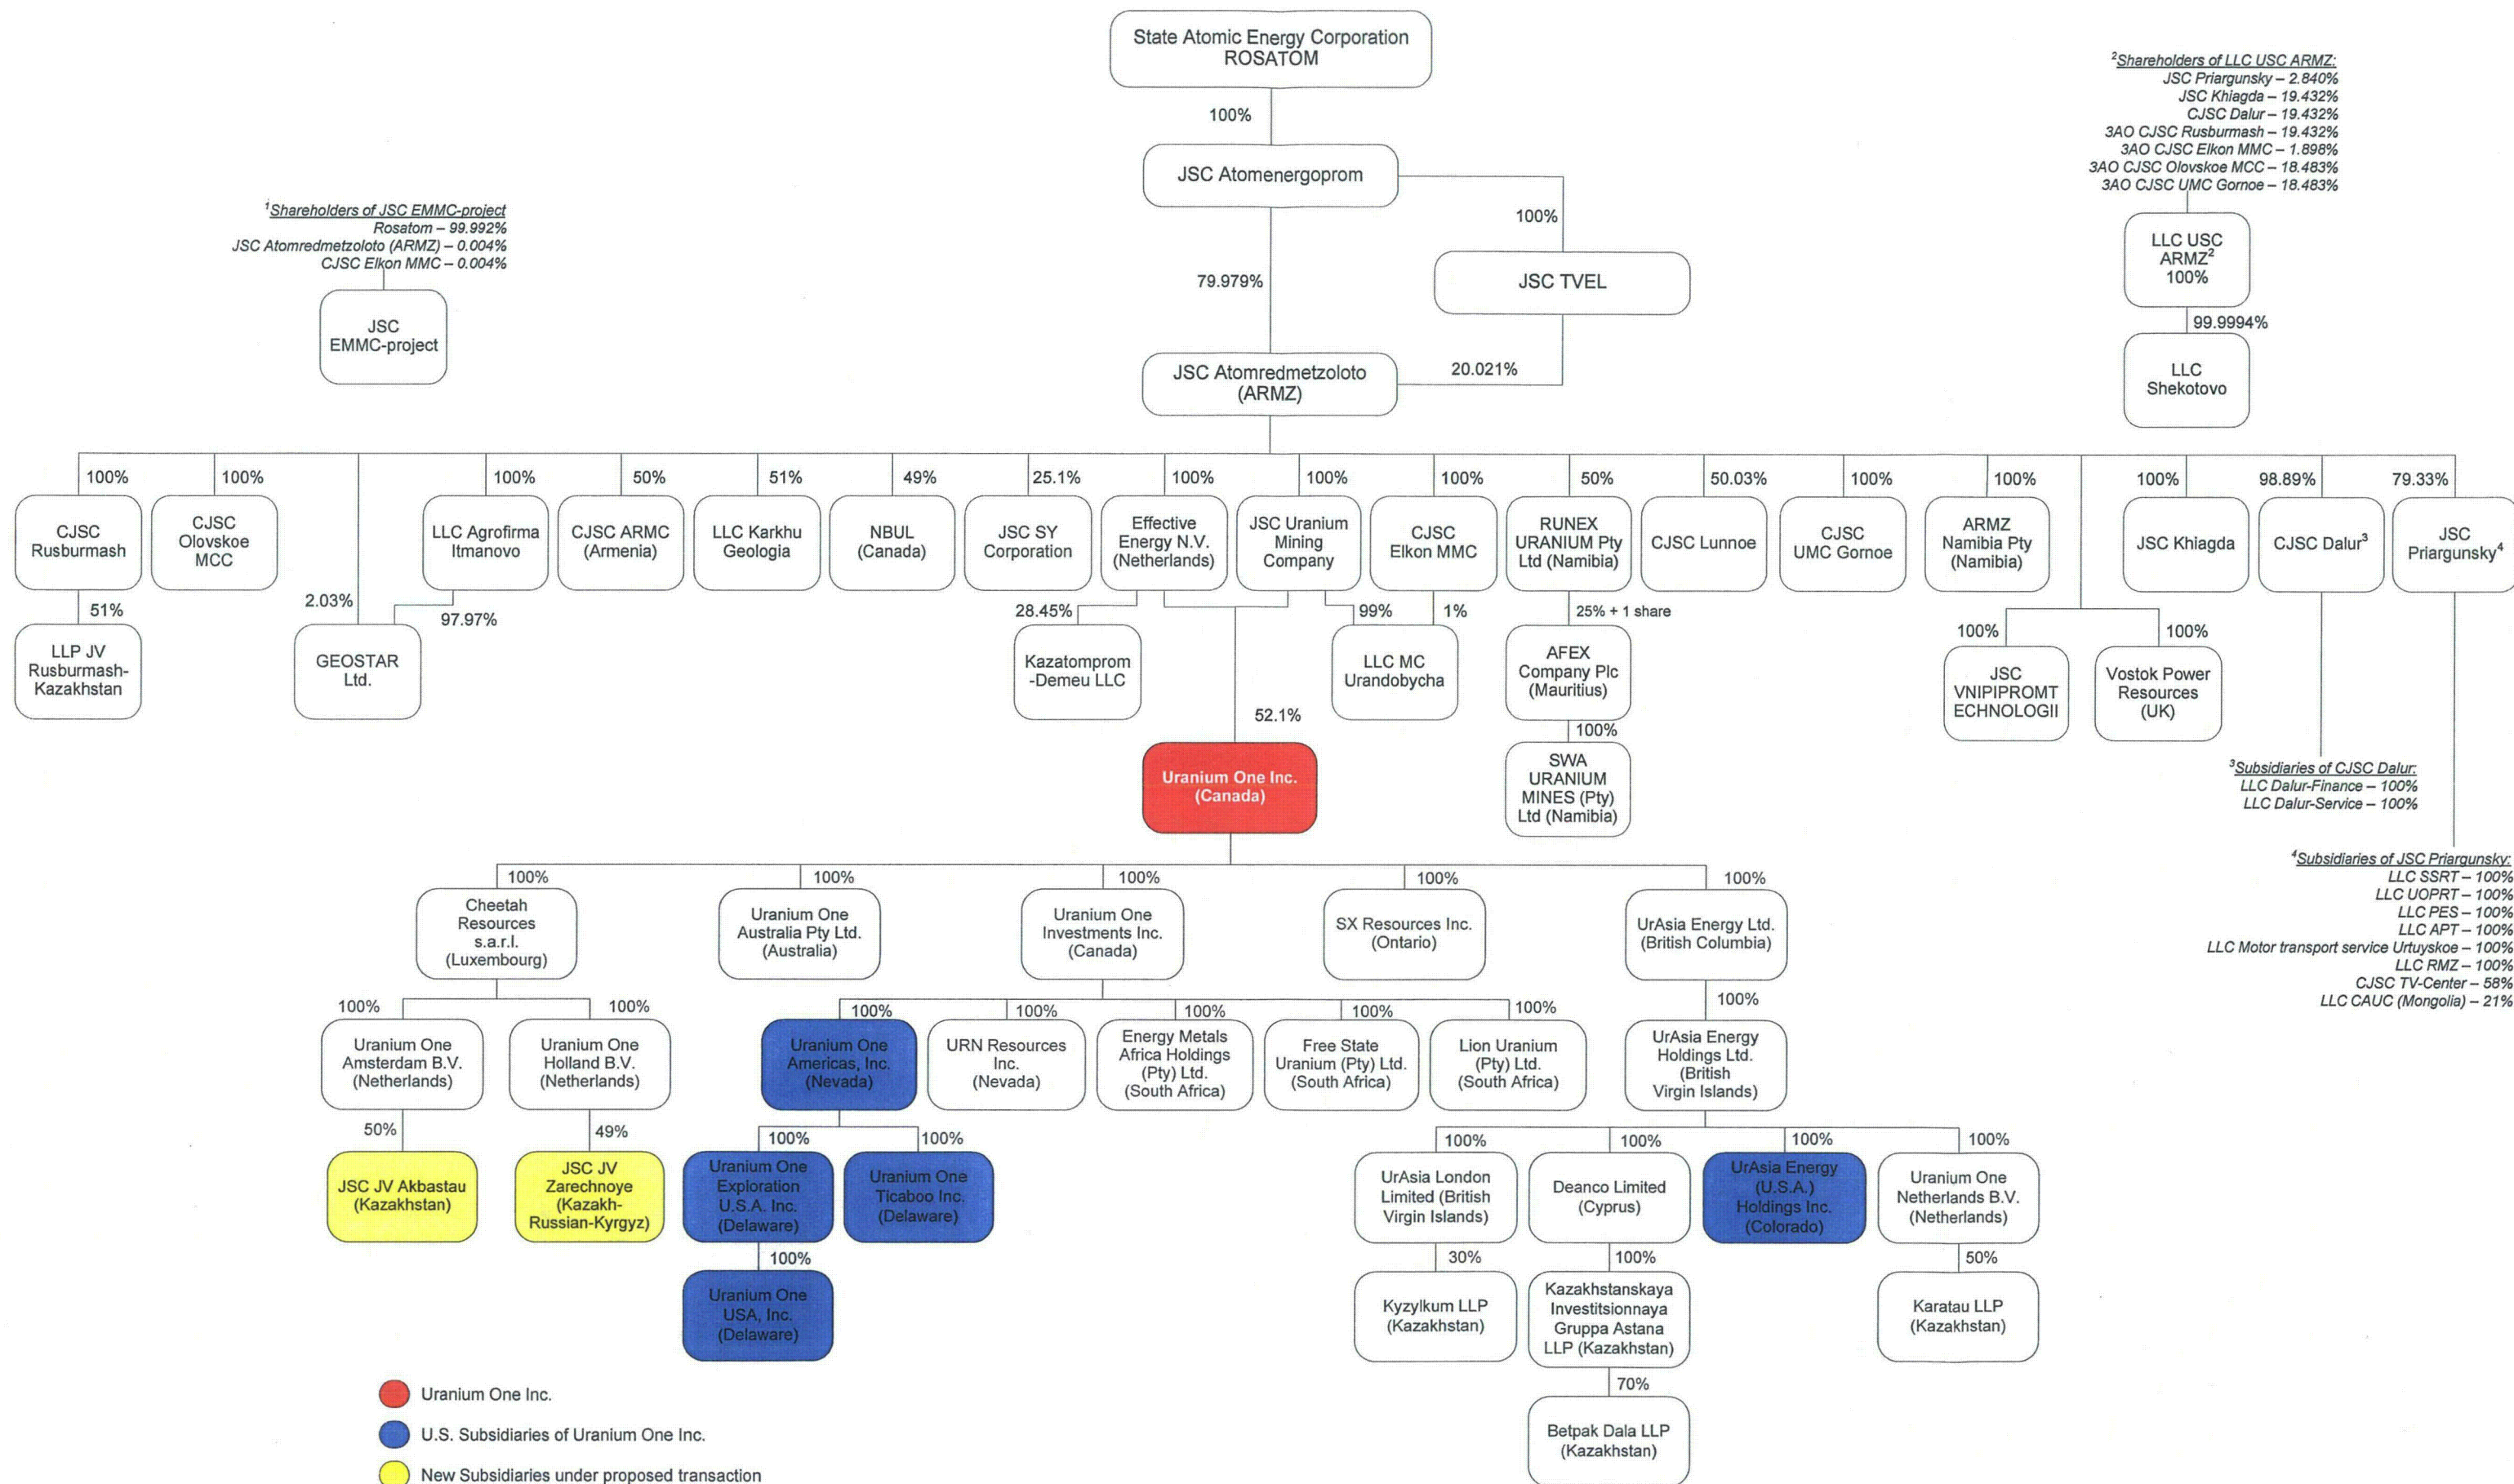 State Atomic Energy Corporation
ROSATOM
100%
JSC Atomenergoprom
100%
79.979%
JSC TVEL
20.021%
JSC Atomredmetzoloto
(ARMZ)
1Shareholders of JSC EMMC-project
Rosatom – 99.992%
JSC Atomredmetzoloto (ARMZ) – 0.004%
CJSC Elkon MMC – 0.004%
JSC
EMMC-project
2Shareholders of LLC USC ARMZ:
JSC Priargunsky – 2.840%
JSC Khiagda – 19.432%
CJSC Dalur – 19.432%
3AO CJSC Rusburmash – 19.432%
3AO CJSC Elkon MMC – 1.898%
3AO CJSC Olovskoe MCC – 18.483%
3AO CJSC UMC Gornoe – 18.483%
LLC USC
ARMZ2
100%
99.9994%
LLC
Shekotovo
100%
CJSC
Rusburmash
51%
LLP JV
Rusburmash-
Kazakhstan
100%
CJSC
Olovskoe
MCC
2.03%
GEOSTAR
Ltd.
100%
LLC Agrofirma
Itmanovo
97.97%
50%
CJSC ARMC
(Armenia)
51%
LLC Karkhu
Geologia
49%
NBUL
(Canada)
25.1%
JSC SY
Corporation
100%
Effective
Energy N.V.
(Netherlands)
28.45%
Kazatomprom
-Demeu LLC
100%
JSC Uranium
Mining
Company
99%
LLC MC
Urandobycha
100%
CJSC
Elkon MMC
1%
50%
RUNEX
URANIUM Pty
Ltd (Namibia)
25% + 1 share
AFEX
Company Plc
(Mauritius)
100%
SWA
URANIUM
MINES (Pty)
Ltd (Namibia)
50.03%
CJSC Lunnoe
100%
CJSC
UMC Gornoe
100%
ARMZ
Namibia Pty
(Namibia)
100%
JSC
VNIPIPROMT
ECHNOLOGII
100%
Vostok Power
Resources
(UK)
100%
JSC Khiagda
98.89%
CJSC Dalur3
3Subsidiaries of CJSC Dalur:
LLC Dalur-Finance – 100%
LLC Dalur-Service – 100%
79.33%
JSC
Priargunsky4
4Subsidiaries of JSC Priargunsky:
LLC SSRT – 100%
LLC UOPRT – 100%
LLC PES – 100%
LLC APT – 100%
LLC Motor transport service Urtuyskoe – 100%
LLC RMZ – 100%
CJSC TV-Center – 58%
LLC CAUC (Mongolia) – 21%
52.1%
Uranium One Inc.
(Canada)
100%
Cheetah
Resources
s.a.r.l.
(Luxembourg)
100%
Uranium One
Australia Pty Ltd.
(Australia)
100%
Uranium One
Investments Inc.
(Canada)
100%
SX Resources Inc.
(Ontario)
100%
UrAsia Energy Ltd.
(British Columbia)
100%
Uranium One
Amsterdam B.V.
(Netherlands)
100%
Uranium One
Holland B.V.
(Netherlands)
100%
Uranium One
Americas, Inc.
(Nevada)
100%
URN Resources
Inc.
(Nevada)
100%
Energy Metals
Africa Holdings
(Pty) Ltd.
(South Africa)
100%
Free State
Uranium (Pty) Ltd.
(South Africa)
100%
Lion Uranium
(Pty) Ltd.
(South Africa)
100%
UrAsia Energy
Holdings Ltd.
(British
Virgin Islands)
50%
JSC JV Akbastau
(Kazakhstan)
49%
JSC JV
Zarechnoye
(Kazakh-
Russian-Kyrgyz)
100%
Uranium One
Exploration
U.S.A. Inc.
(Delaware)
100%
Uranium One
Ticaboo Inc.
(Delaware)
100%
Uranium One
USA, Inc.
(Delaware)
100%
UrAsia London
Limited (British
Virgin Islands)
100%
Deanco Limited
(Cyprus)
100%
UrAsia Energy
(U.S.A.)
Holdings Inc.
(Colorado)
100%
Uranium One
Netherlands B.V.
(Netherlands)
30%
Kyzylkum LLP
(Kazakhstan)
100%
Kazakhstanskaya
Investitsionnaya
Gruppa Astana
LLP (Kazakhstan)
50%
Karatau LLP
(Kazakhstan)
70%
Betpak Dala LLP
(Kazakhstan)
Uranium One Inc.
U.S. Subsidiaries of Uranium One Inc.
New Subsidiaries under proposed transaction